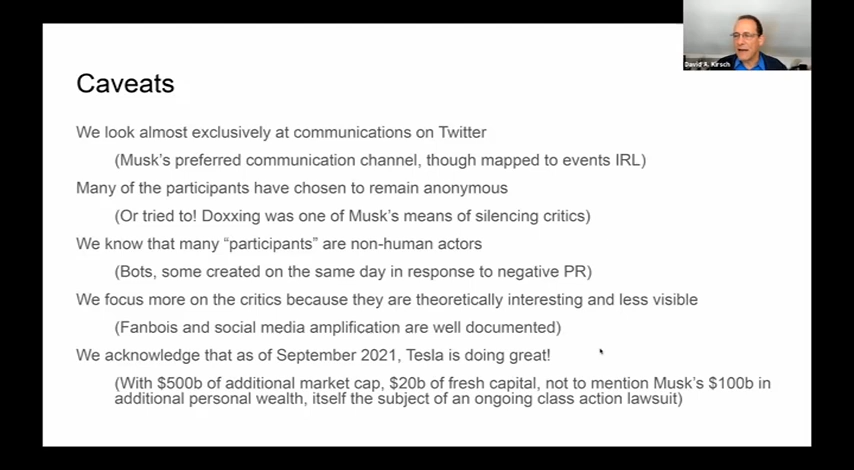 David A. Kirsch
Caveats
We look almost exclusively at communications on Twitter
(Musk's preferred communication channel, though mapped to events IRL)
Many of the participants have chosen to remain anonymous
(Or tried to! Doxxing was one of Musk's means of silencing critics)
We know that many “participants” are non-human actors
(Bots, some created on the same day in response to negative PR)
We focus more on the critics because they are theoretically interesting and less visible
(Fanbois and social media amplification are well documented)
We acknowledge that as of September 2021, Tesla is doing great!
(With $500b of additional market cap, $20b of fresh capital, not to mention Musk's $100b in
additional personal wealth, itself the subject of an ongoing class action lawsuit)